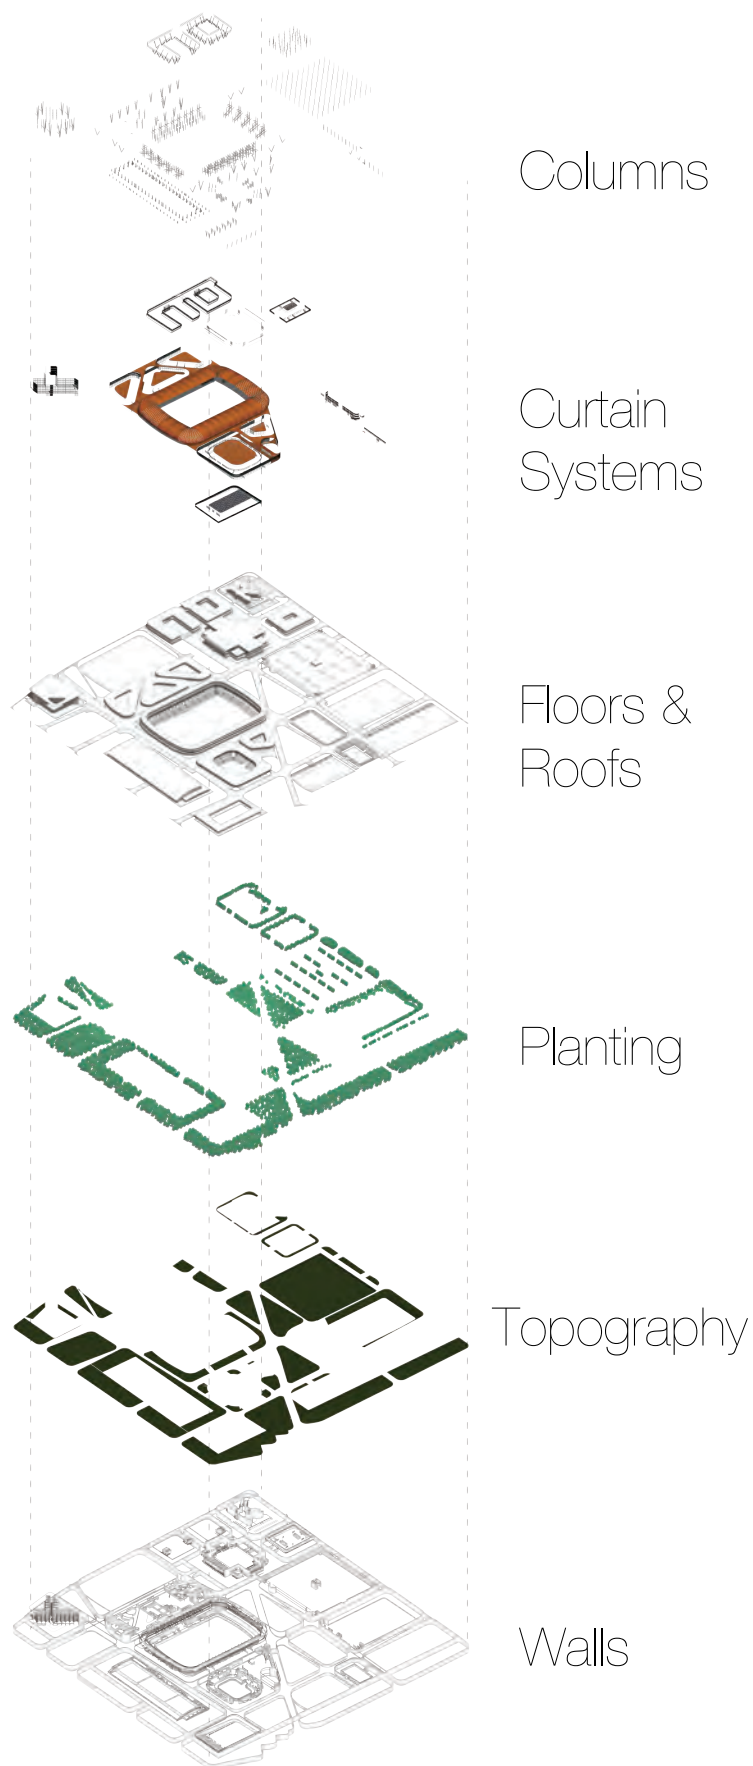 Columns
Curtain
Systems
Floors &
Roofs
Planting
Topography
Walls